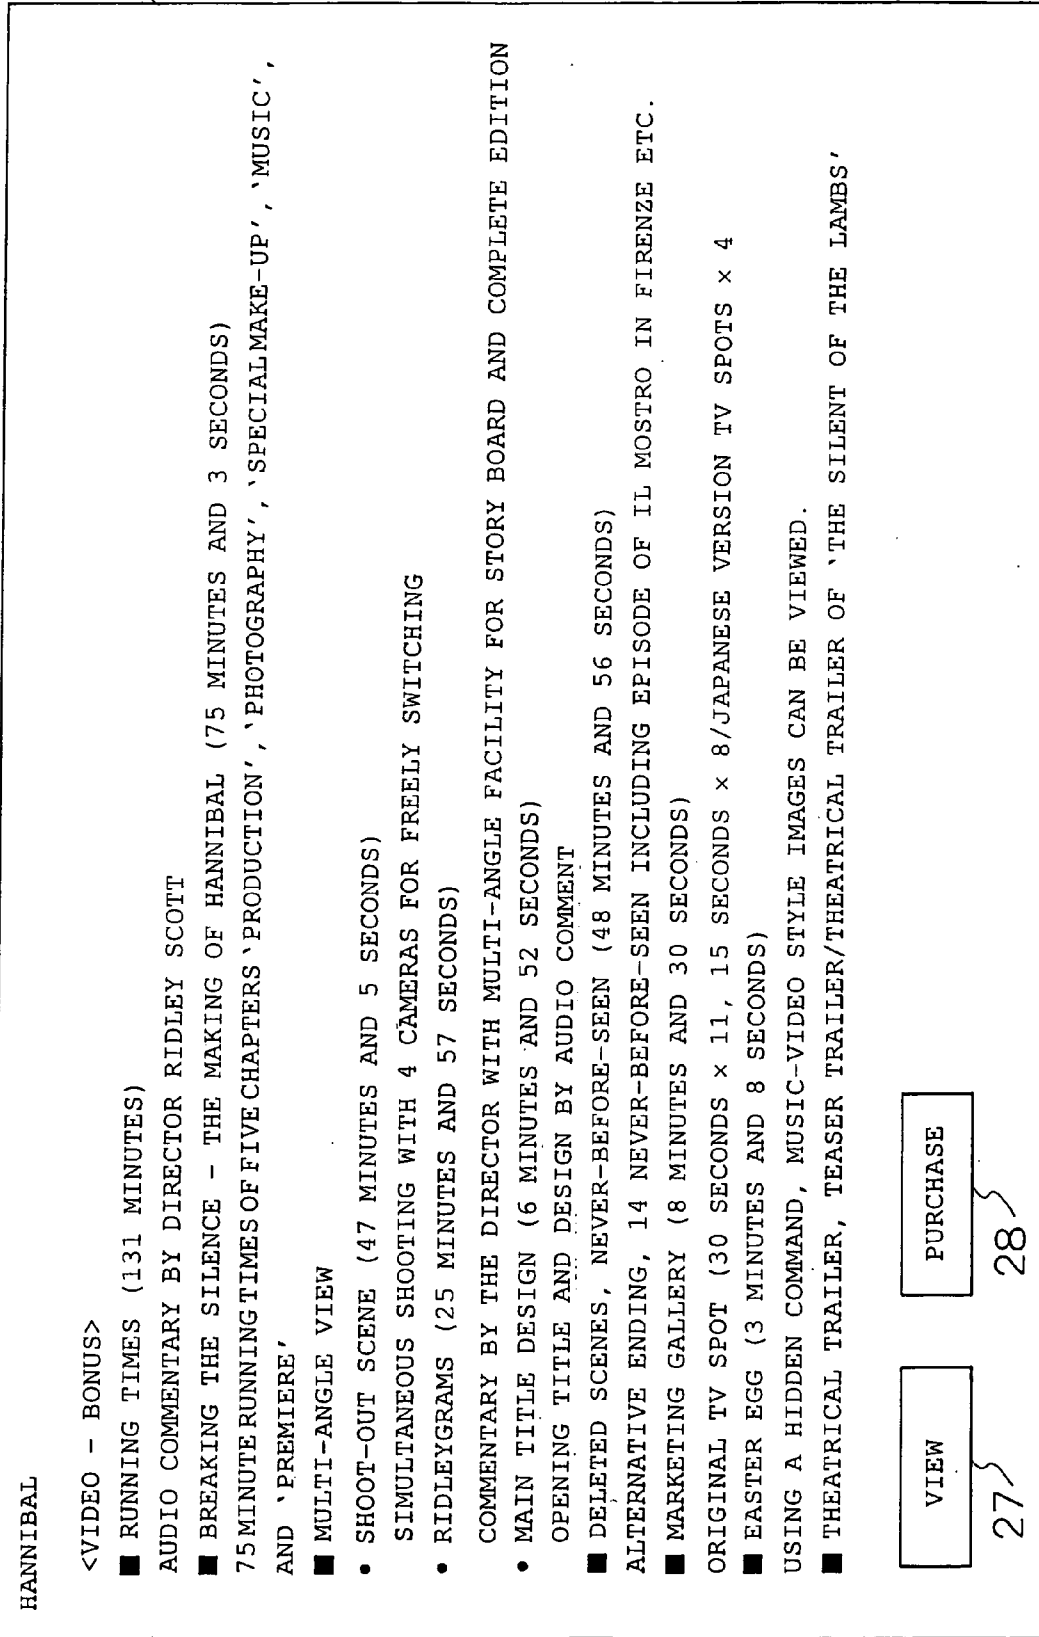 HANNIBAL
<VIDEO - BONUS>
■ RUNNING TIMES (131 MINUTES)
AUDIO COMMENTARY BY DIRECTOR RIDLEY SCOTT
■ BREAKING THE SILENCE - THE MAKING OF HANNIBAL (75 MINUTES AND 3 SECONDS)
75 MINUTE RUNNING TIMES OF FIVE CHAPTERS 'PRODUCTION', 'PHOTOGRAPHY', 'SPECIAL MAKE-UP', 'MUSIC',
AND 'PREMIERE'
■ MULTI-ANGLE VIEW
• SHOOT-OUT SCENE (47 MINUTES AND 5 SECONDS)
SIMULTANEOUS SHOOTING WITH 4 CAMERAS FOR FREELY SWITCHING
• RIDLEYGRAMS (25 MINUTES AND 57 SECONDS)
COMMENTARY BY THE DIRECTOR WITH MULTI-ANGLE FACILITY FOR STORY BOARD AND COMPLETE EDITION
• MAIN TITLE DESIGN (6 MINUTES AND 52 SECONDS)
OPENING TITLE AND DESIGN BY AUDIO COMMENT
■ DELETED SCENES, NEVER-BEFORE-SEEN (48 MINUTES AND 56 SECONDS)
ALTERNATIVE ENDING, 14 NEVER-BEFORE-SEEN INCLUDING EPISODE OF IL MOSTRO IN FIRENZE ETC.
■ MARKETING GALLERY (8 MINUTES AND 30 SECONDS)
ORIGINAL TV SPOT (30 SECONDS × 11, 15 SECONDS × 8/JAPANESE VERSION TV SPOTS × 4
■ EASTER EGG (3 MINUTES AND 8 SECONDS)
USING A HIDDEN COMMAND, MUSIC-VIDEO STYLE IMAGES CAN BE VIEWED.
■ THEATRICAL TRAILER, TEASER TRAILER/THEATRICAL TRAILER OF 'THE SILENT OF THE LAMBS'
VIEW
PURCHASE
27
28